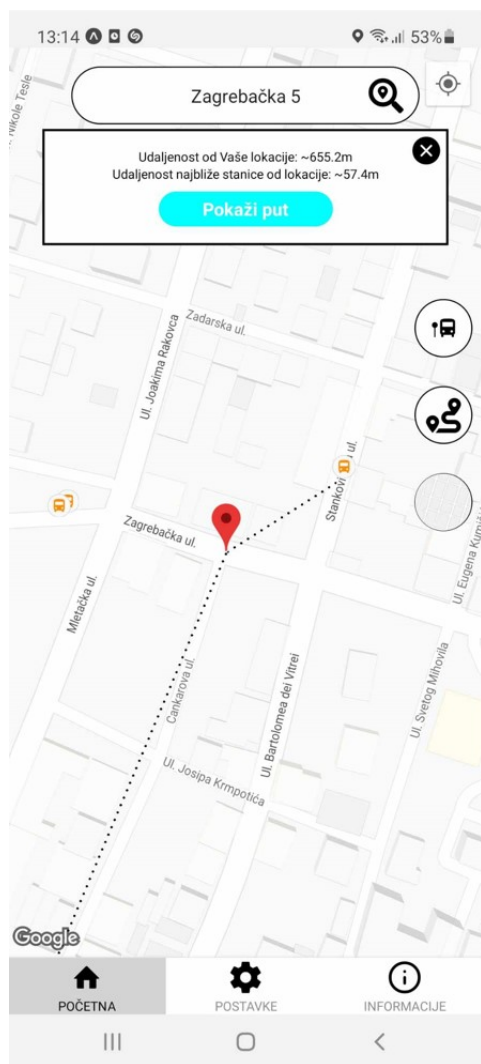 13:14
53%
Nikole Tesle
Zagrebačka 5
Udaljenost od Vaše lokacije: ~655.2m
Udaljenost najbliže stanice od lokacije: ~57.4m
Pokaži put
Zadarska ul.
Ul. Joakima Rakovca
ul.
Zagrebačka ul.
Mletačka ul.
Ul. Eugena
Cankarova ul.
Ul. Bartolomea dei Vitrei
Ul. Svetog Mihovila
Ul. Josipa Krmpotića
Google
POČETNA
POSTAVKE
INFORMACIJE